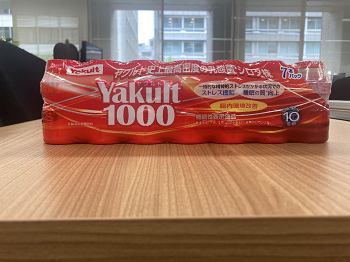 Yakult
ヤクルト史上最高密度の乳酸菌 シロタ株
7本パック
Yakult
1000
一時的な精神的ストレスがかかる状況での
ストレス緩和 睡眠の質向上
腸内環境改善
機能性表示食品
10